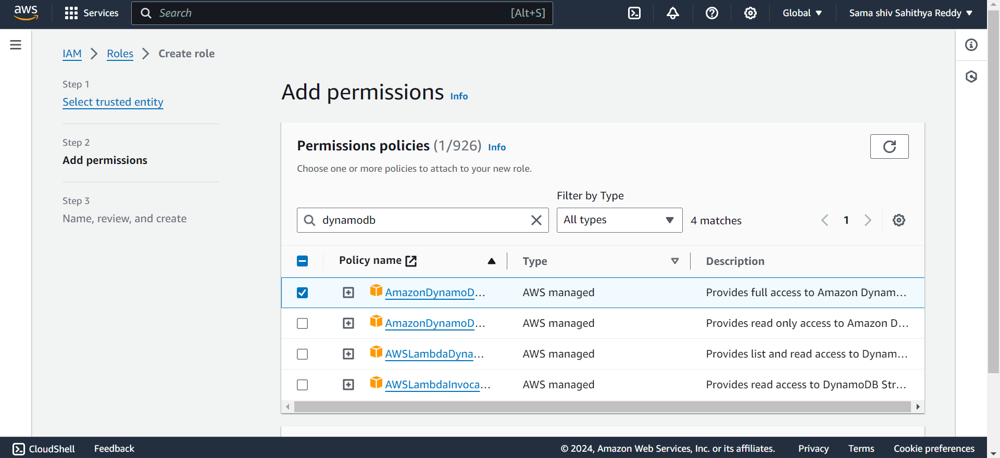 aws Services Search [Alt+S] Global Sama shiv Sahithya Reddy
IAM Roles Create role
Step 1
Select trusted entity
Step 2
Add permissions
Step 3
Name, review, and create
Add permissions Info
Permissions policies (1/926) Info
Choose one or more policies to attach to your new role.
Filter by Type
dynamodb All types 4 matches 1
Policy name Type Description
AmazonDynamoD... AWS managed Provides full access to Amazon Dynam...
AmazonDynamoD... AWS managed Provides read only access to Amazon D...
AWSLambdaDyna... AWS managed Provides list and read access to Dynam...
AWSLambdaInvoca... AWS managed Provides read access to DynamoDB Str...
CloudShell Feedback © 2024, Amazon Web Services, Inc. or its affiliates. Privacy Terms Cookie preferences